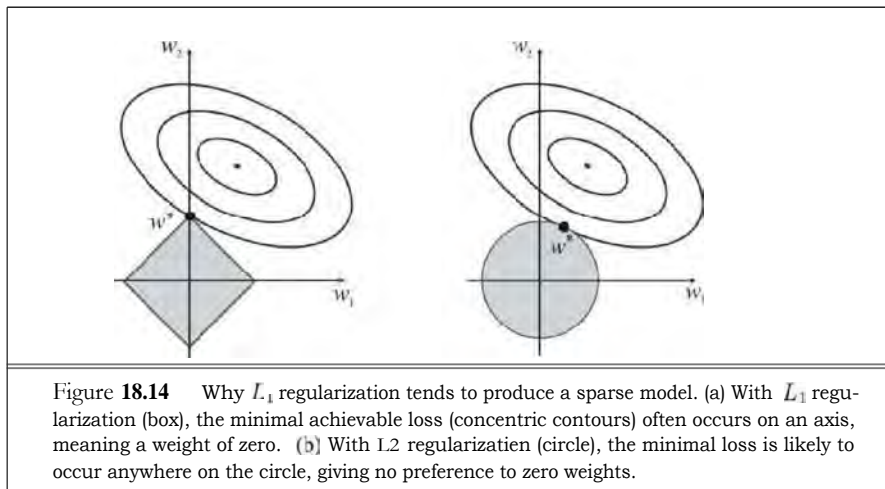 w₂
w₂
w*
w*
w₁
w₁
Figure 18.14 Why L₁ regularization tends to produce a sparse model. (a) With L₁ regu-
larization (box), the minimal achievable loss (concentric contours) often occurs on an axis,
meaning a weight of zero. (b) With L2 regularizatien (circle), the minimal loss is likely to
occur anywhere on the circle, giving no preference to zero weights.